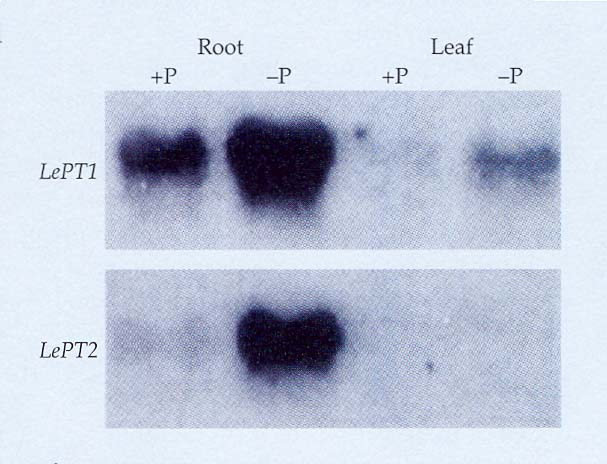 Root Leaf
+P –P +P –P
LePT1
LePT2